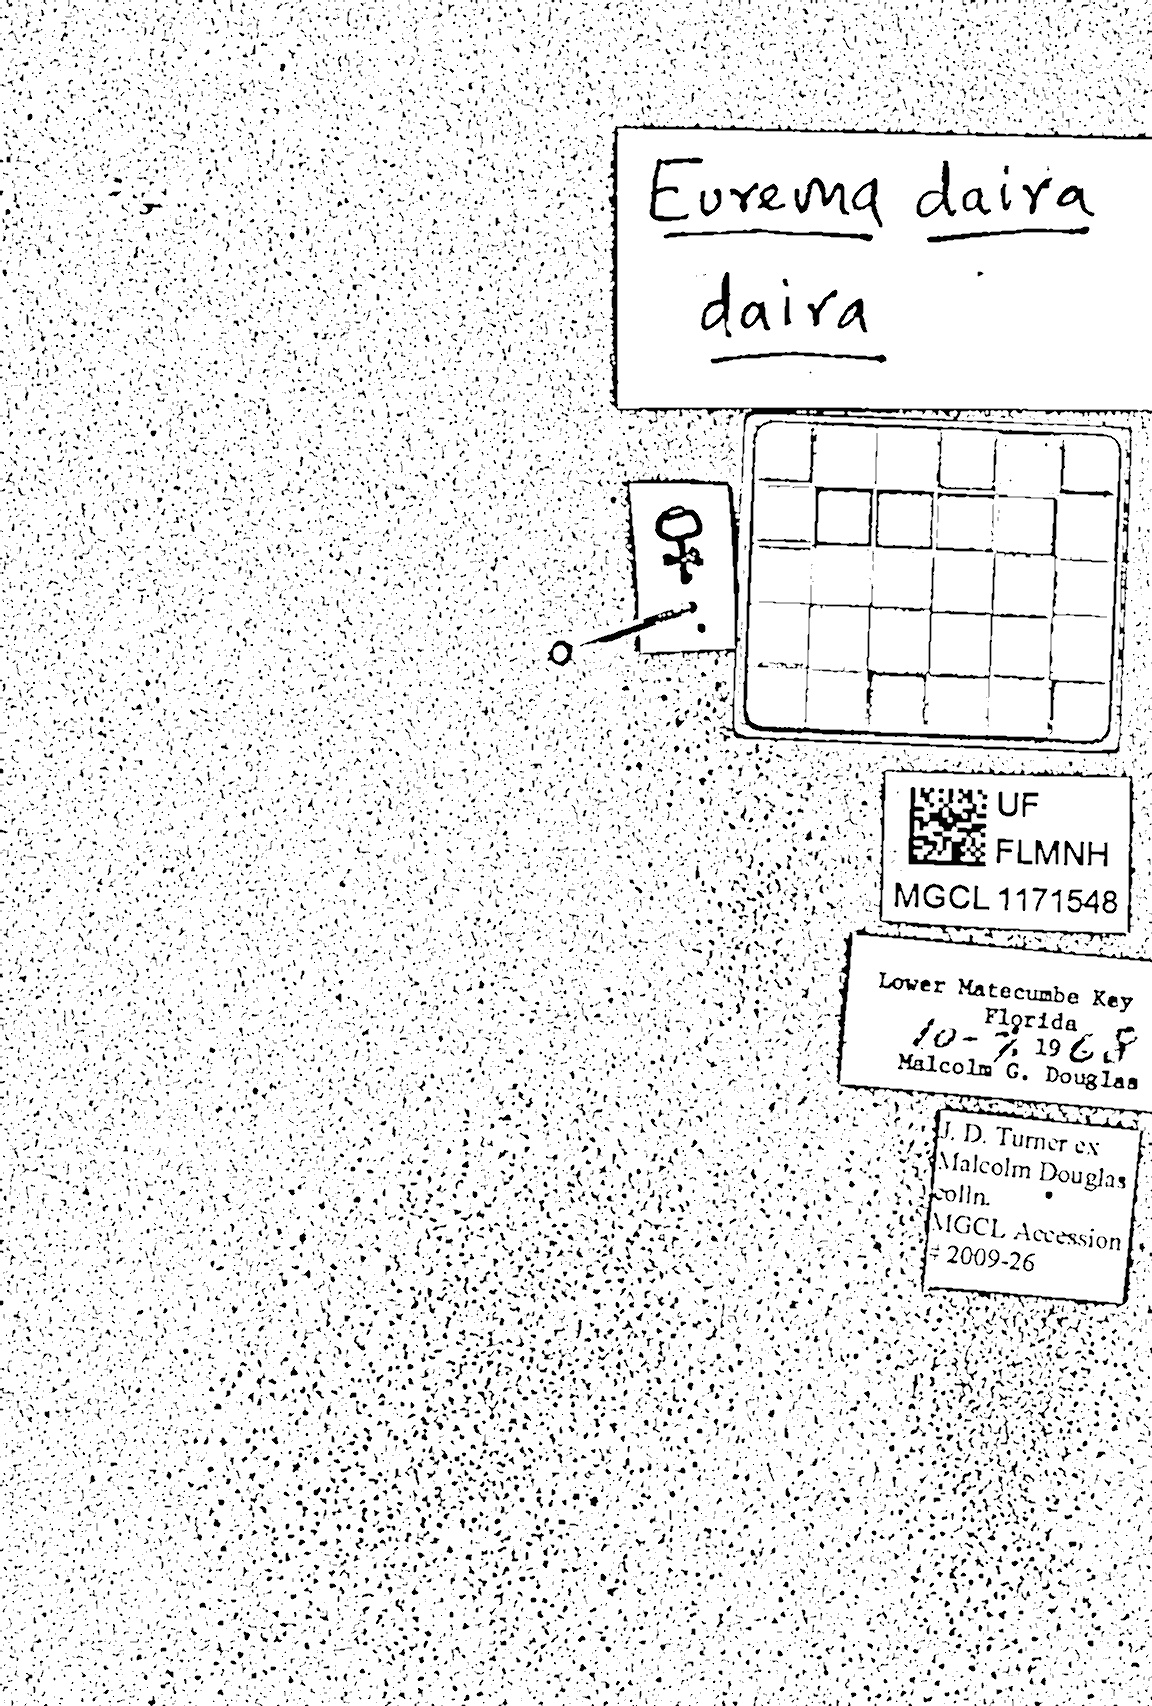 Eurema daira
daira
♀
UF
FLMNH
MGCL 1171548
Lower Matecumbe Key
Florida
10-7, 1968
Malcolm G. Douglas
J. D. Turner ex
Malcolm Douglas
colln.
MGCL Accession
# 2009-26